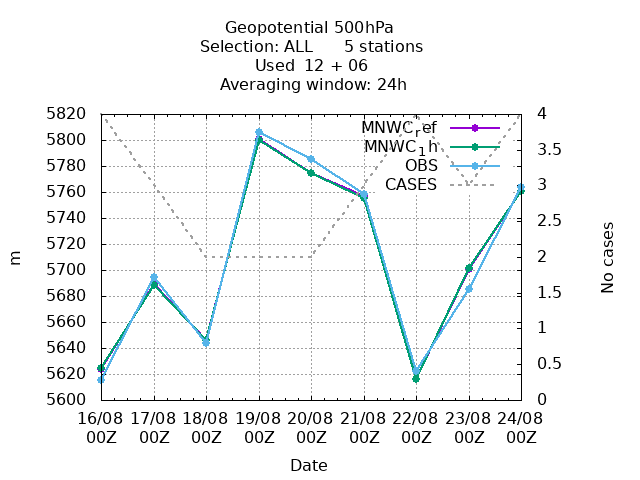 Geopotential 500hPa
Selection: ALL 5 stations
Used 12 + 06
Averaging window: 24h
MNWCref
MNWC1h
OBS
CASES
5820
5800
5780
5760
5740
5720
5700
5680
5660
5640
5620
5600
m
4
3.5
3
2.5
2
1.5
1
0.5
0
No cases
16/08 17/08 18/08 19/08 20/08 21/08 22/08 23/08 24/08
00Z 00Z 00Z 00Z 00Z 00Z 00Z 00Z 00Z
Date